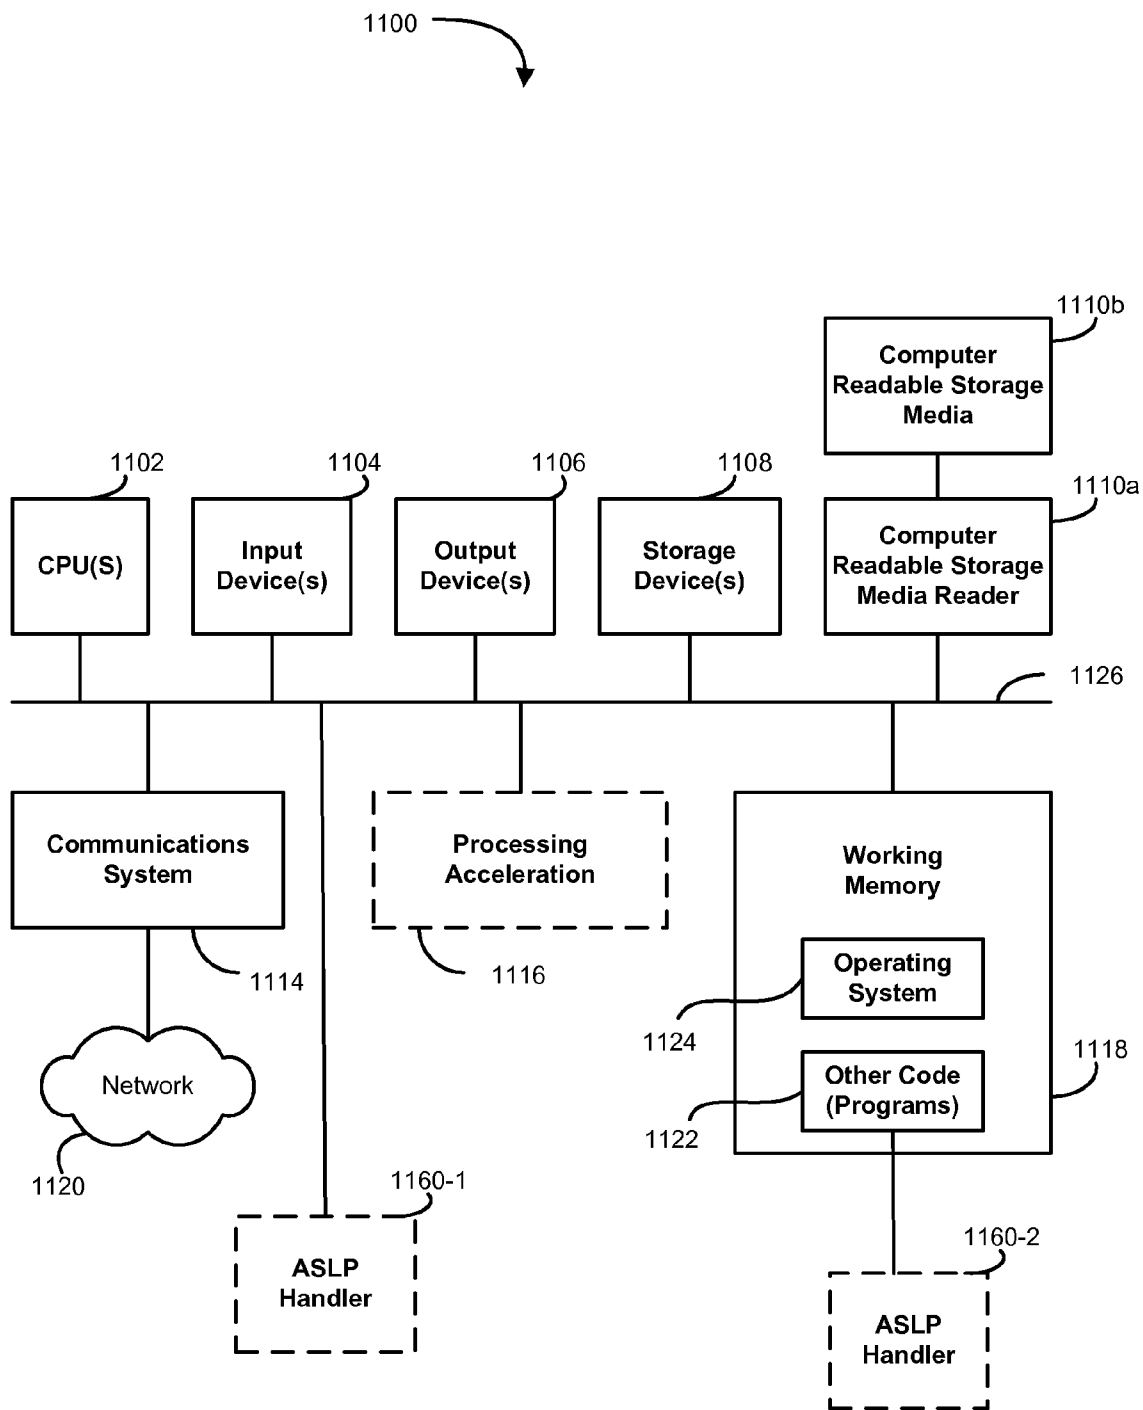 1100
1110b
Computer
Readable Storage
Media
1102
1104
1106
1108
1110a
CPU(S)
Input
Device(s)
Output
Device(s)
Storage
Device(s)
Computer
Readable Storage
Media Reader
1126
Communications
System
Processing
Acceleration
Working
Memory
1114
1116
Operating
System
1124
Network
Other Code
(Programs)
1118
1122
1120
1160-1
ASLP
Handler
1160-2
ASLP
Handler